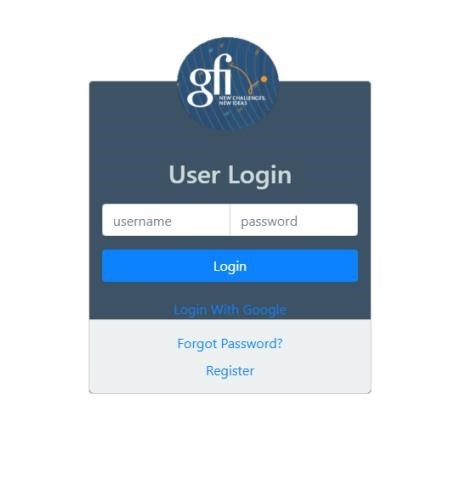 gfi
NEW CHALLENGES,
NEW IDEAS
User Login
username password
Login
Login With Google
Forgot Password?
Register